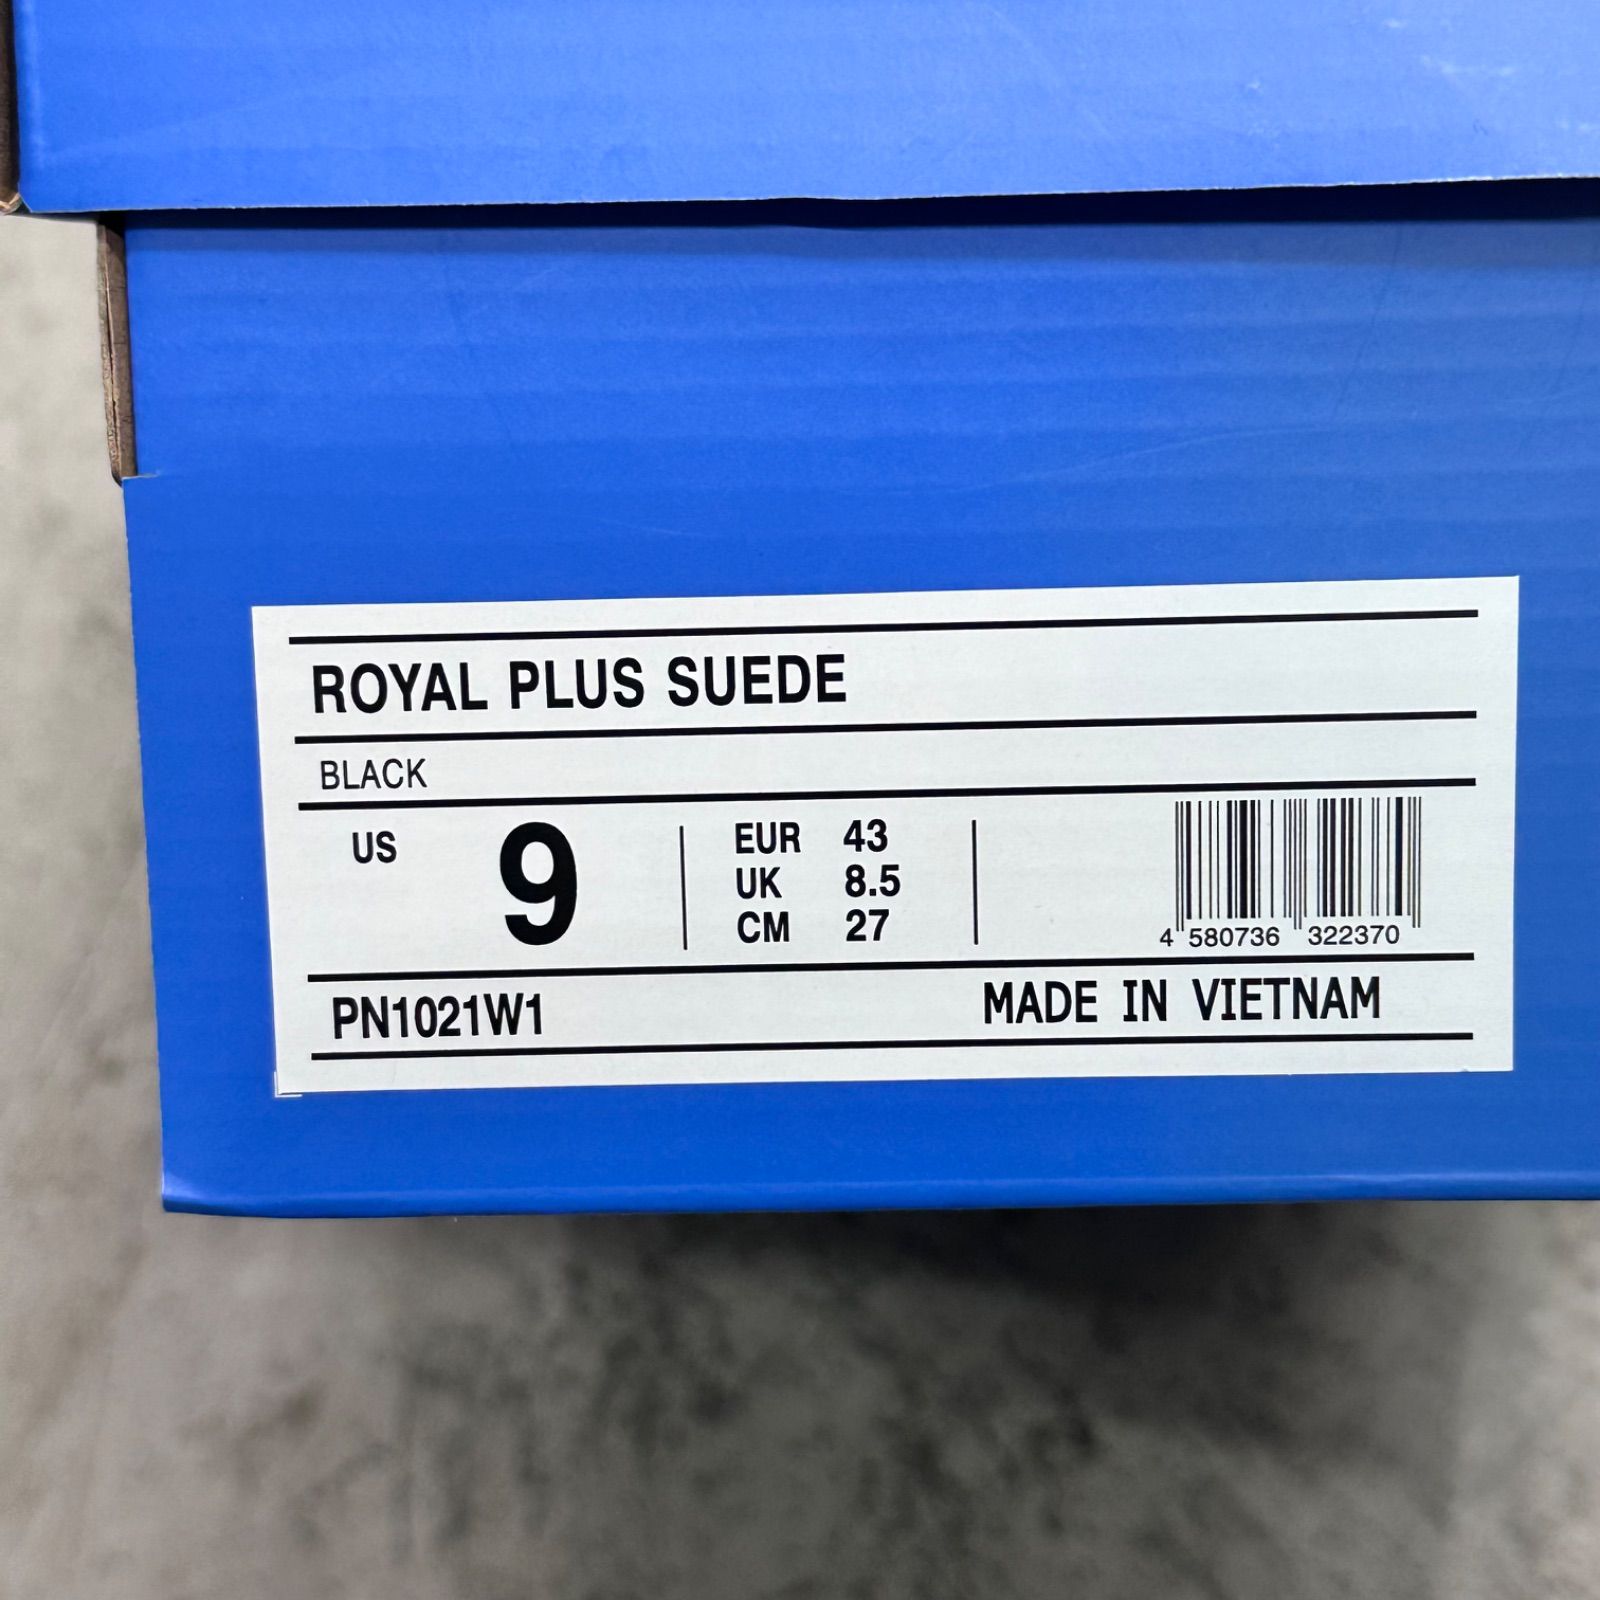 ROYAL PLUS SUEDE
BLACK
US 9
EUR 43
UK 8.5
CM 27
4 580736 322370
PN1021W1 MADE IN VIETNAM